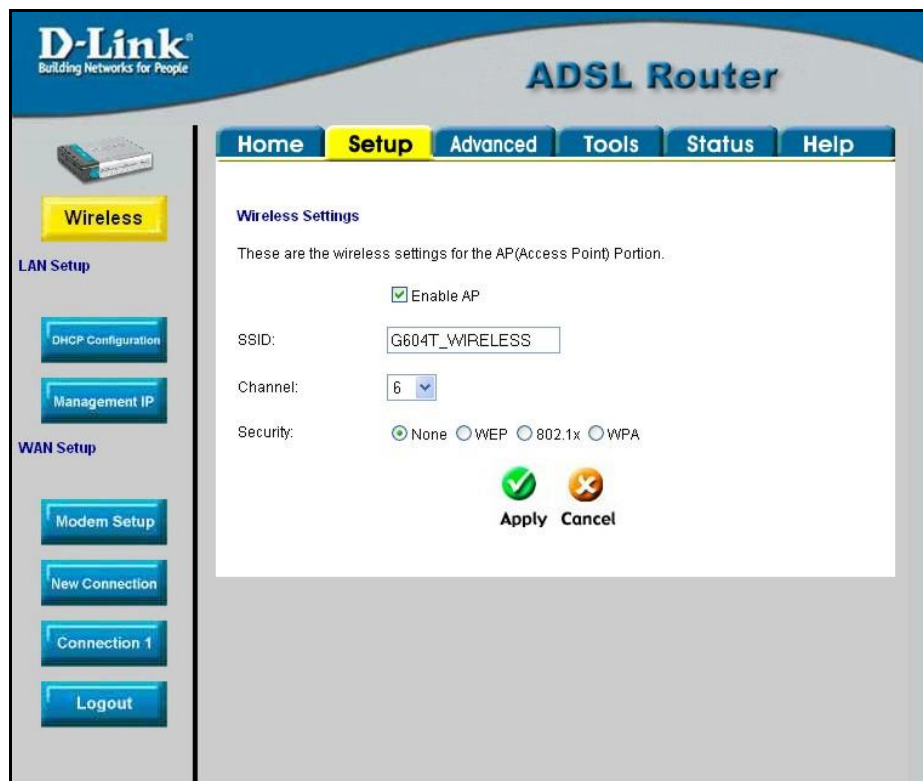 D-Link®
Building Networks for People
ADSL Router
Home Setup Advanced Tools Status Help
Wireless
LAN Setup
DHCP Configuration
Management IP
WAN Setup
Modem Setup
New Connection
Connection 1
Logout
Wireless Settings
These are the wireless settings for the AP(Access Point) Portion.
Enable AP
SSID: G604T_WIRELESS
Channel: 6
Security: None WEP 802.1x WPA
Apply Cancel